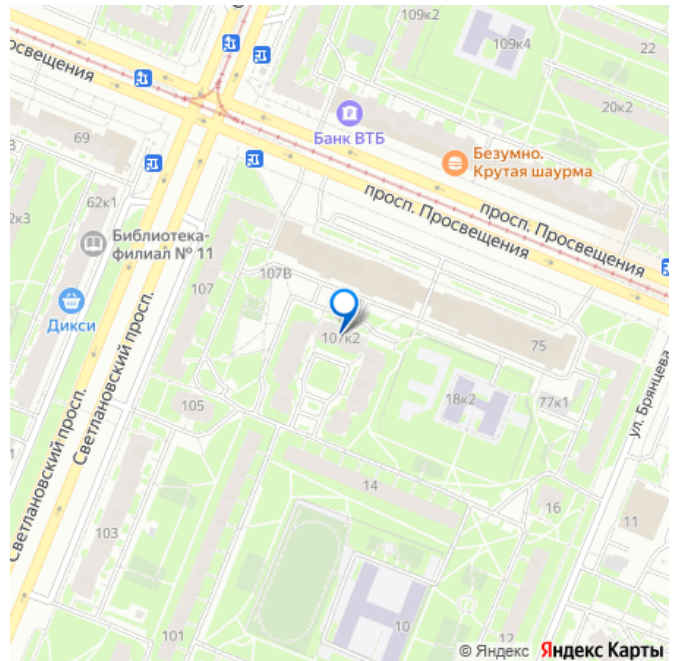 109к2
109к4
22
20к2
просп. Просвещения
Банк ВТБ
Безумно.
Крутая шаурма
69
62к1
Библиотека-
филиал № 11
просп. Просвещения
просп. Просвещения
107В
107
Дикси
107к2
75
105
18к2
77к1
ул. Брянцева
Светлановский просп.
Светлановский просп.
14
16
11
103
101
10
12
© Яндекс Яндекс Карты